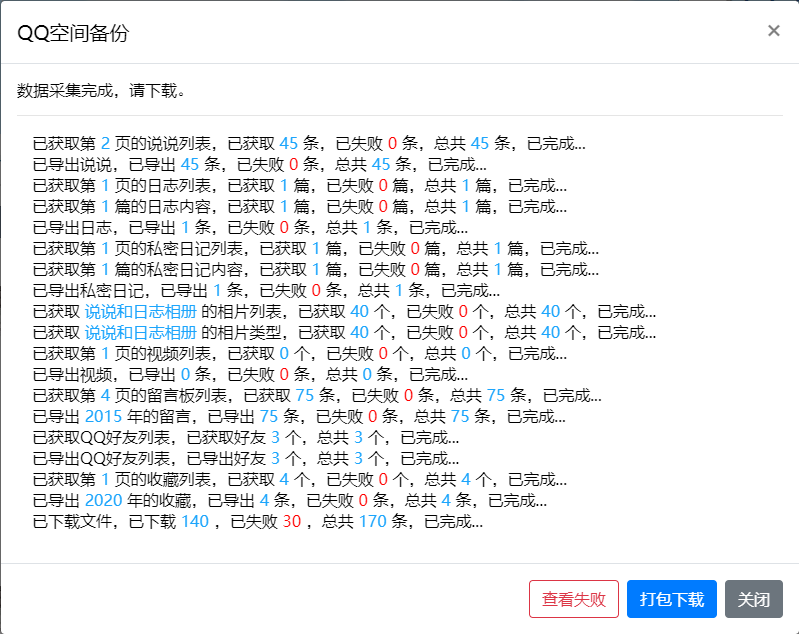 QQ空间备份
×
数据采集完成，请下载。
已获取第 2 页的说说列表，已获取 45 条，已失败 0 条，总共 45 条，已完成...
已导出说说，已导出 45 条，已失败 0 条，总共 45 条，已完成...
已获取第 1 页的日志列表，已获取 1 篇，已失败 0 篇，总共 1 篇，已完成...
已获取第 1 篇的日志内容，已获取 1 篇，已失败 0 篇，总共 1 篇，已完成...
已导出日志，已导出 1 条，已失败 0 条，总共 1 条，已完成...
已获取第 1 页的私密日记列表，已获取 1 篇，已失败 0 篇，总共 1 篇，已完成...
已获取第 1 篇的私密日记内容，已获取 1 篇，已失败 0 篇，总共 1 篇，已完成...
已导出私密日记，已导出 1 条，已失败 0 条，总共 1 条，已完成...
已获取 说说和日志相册 的相片列表，已获取 40 个，已失败 0 个，总共 40 个，已完成...
已获取 说说和日志相册 的相片类型，已获取 40 个，已失败 0 个，总共 40 个，已完成...
已获取第 1 页的视频列表，已获取 0 个，已失败 0 个，总共 0 个，已完成...
已导出视频，已导出 0 条，已失败 0 条，总共 0 条，已完成...
已获取第 4 页的留言板列表，已获取 75 条，已失败 0 条，总共 75 条，已完成...
已导出 2015 年的留言，已导出 75 条，已失败 0 条，总共 75 条，已完成...
已获取QQ好友列表，已获取好友 3 个，总共 3 个，已完成...
已导出QQ好友列表，已导出好友 3 个，总共 3 个，已完成...
已获取第 1 页的收藏列表，已获取 4 个，已失败 0 个，总共 4 个，已完成...
已导出 2020 年的收藏，已导出 4 条，已失败 0 条，总共 4 条，已完成...
已下载文件，已下载 140 ，已失败 30 ，总共 170 条，已完成...
查看失败 打包下载 关闭